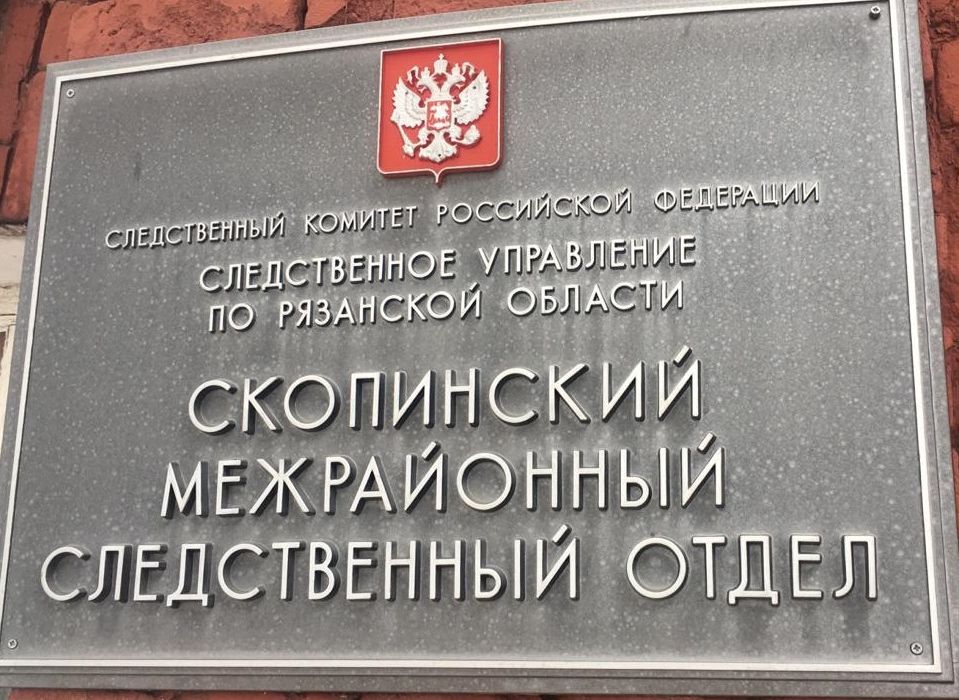 СЛЕДСТВЕННЫЙ КОМИТЕТ РОССИЙСКОЙ ФЕДЕРАЦИИ
СЛЕДСТВЕННОЕ УПРАВЛЕНИЕ
ПО РЯЗАНСКОЙ ОБЛАСТИ
СКОПИНСКИЙ
МЕЖРАЙОННЫЙ
СЛЕДСТВЕННЫЙ ОТДЕЛ